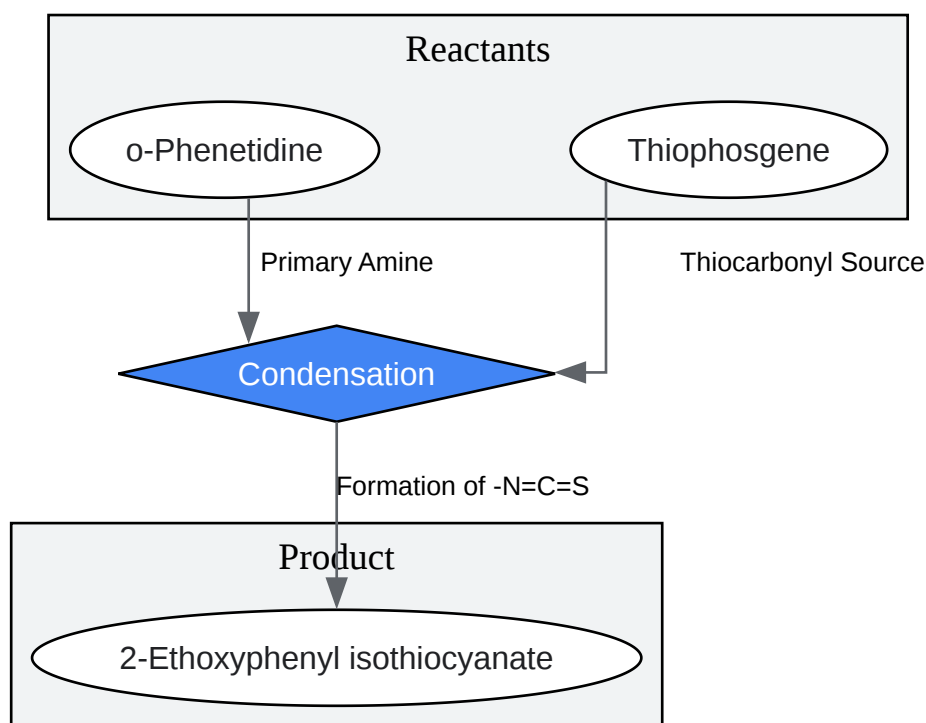 Reactants
o-Phenetidine
Thiophosgene
Primary Amine
Thiocarbonyl Source
Condensation
Formation of -N=C=S
Product
2-Ethoxyphenyl isothiocyanate